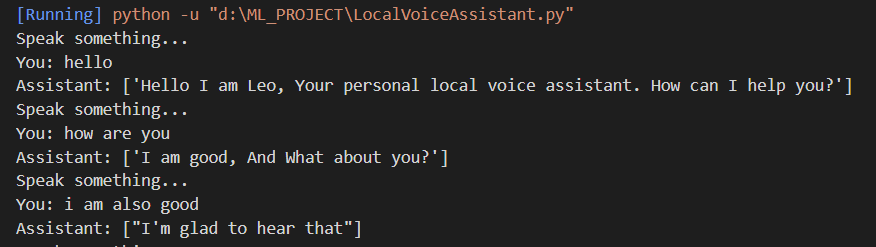 [Running] python -u "d:\ML_PROJECT\LocalVoiceAssistant.py"
Speak something...
You: hello
Assistant: ['Hello I am Leo, Your personal local voice assistant. How can I help you?']
Speak something...
You: how are you
Assistant: ['I am good, And What about you?']
Speak something...
You: i am also good
Assistant: ["I'm glad to hear that"]